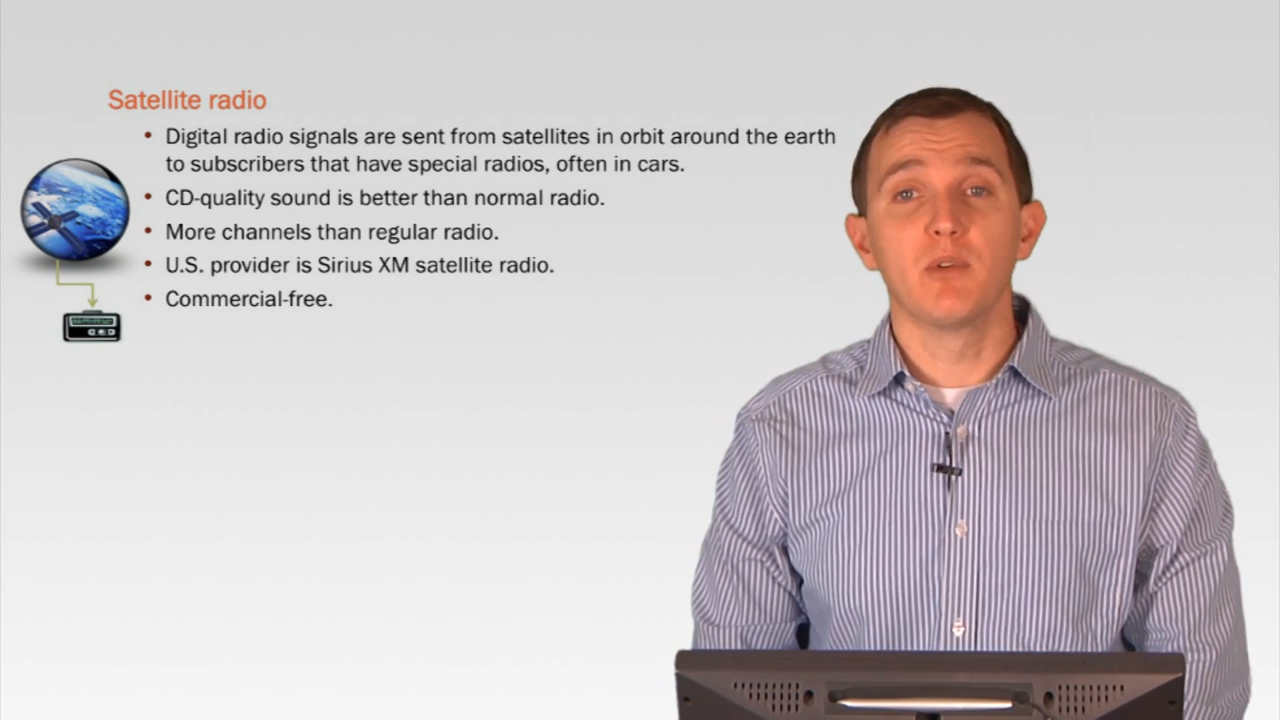 Satellite radio
• Digital radio signals are sent from satellites in orbit around the earth
to subscribers that have special radios, often in cars.
• CD-quality sound is better than normal radio.
• More channels than regular radio.
• U.S. provider is Sirius XM satellite radio.
• Commercial-free.